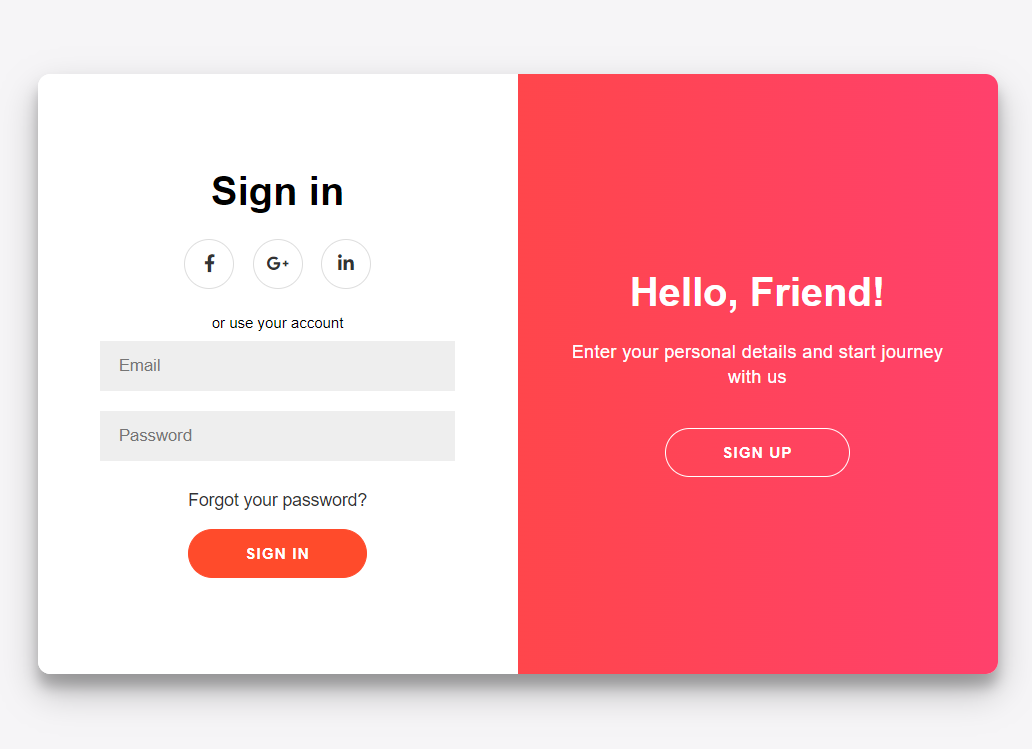 Sign in
f G+ in
or use your account
Email
Password
Forgot your password?
SIGN IN
Hello, Friend!
Enter your personal details and start journey
with us
SIGN UP